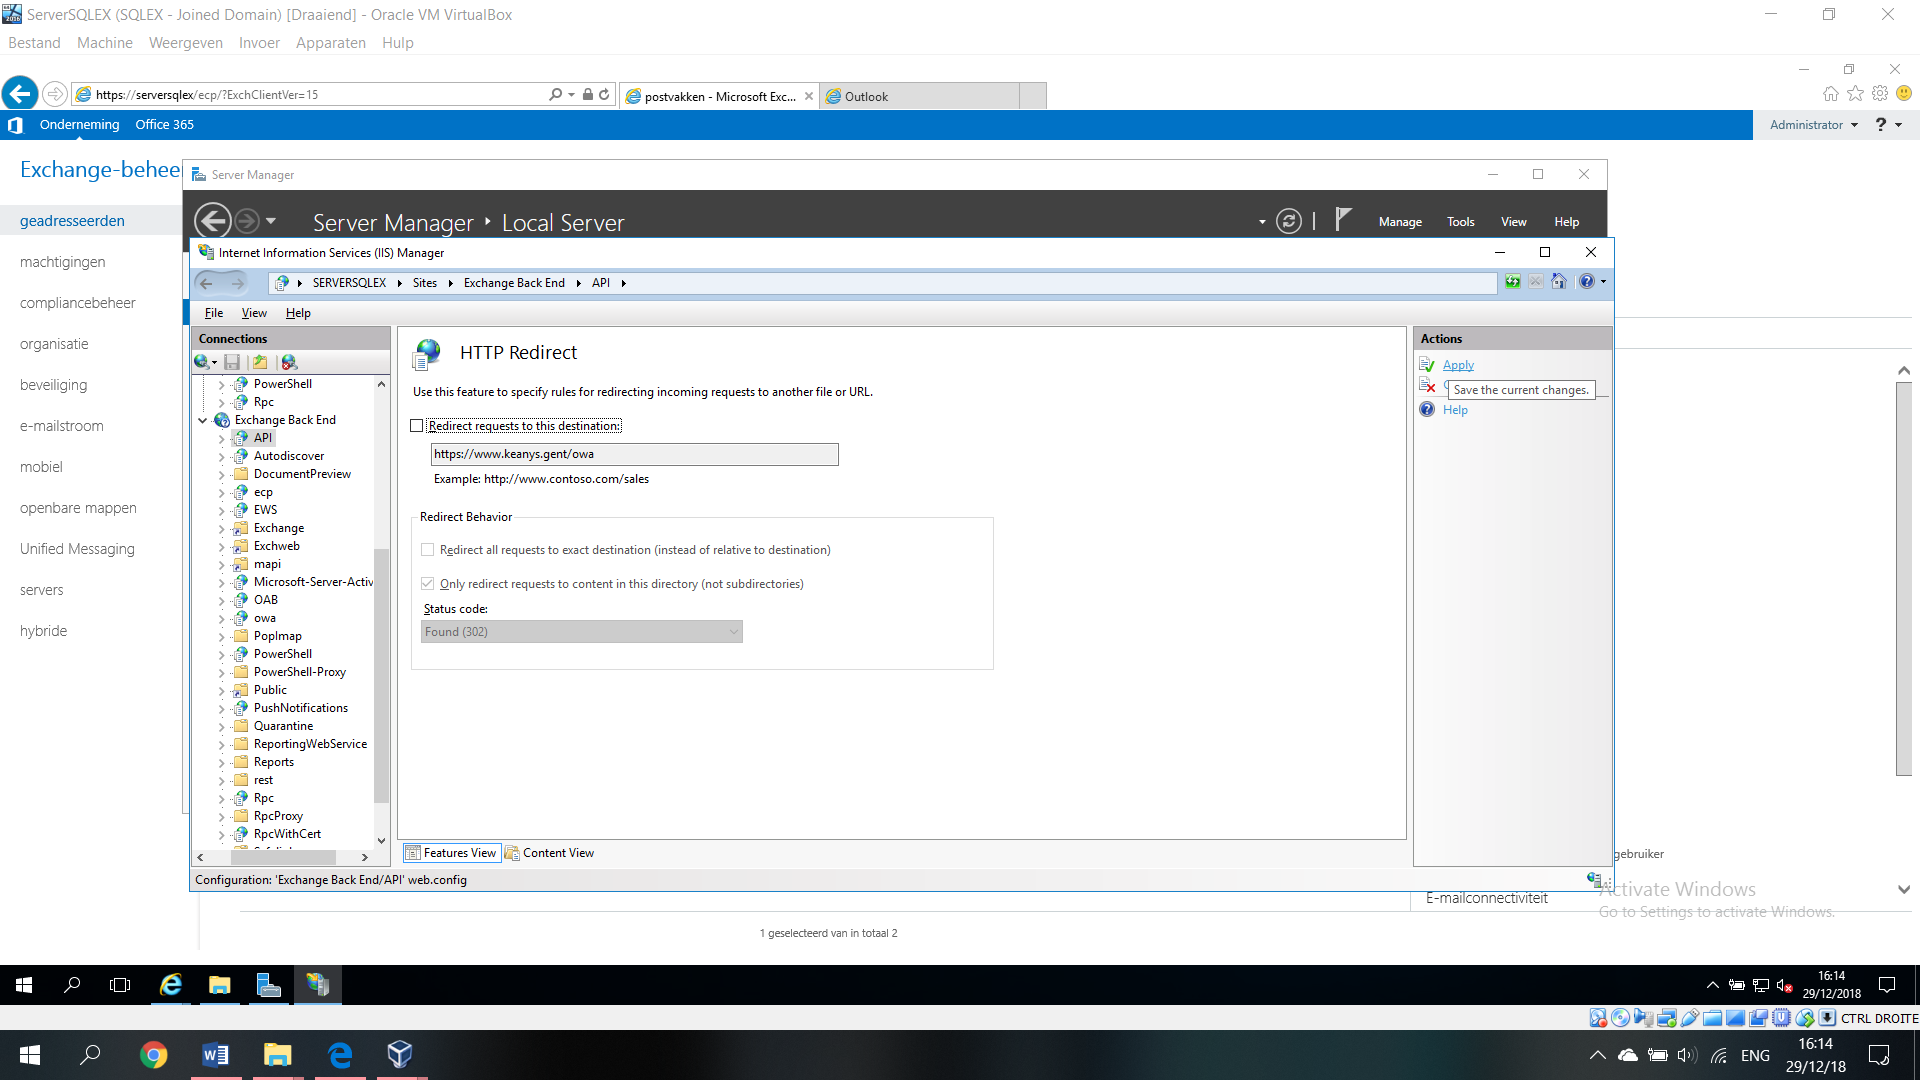 ServerSQLEX (SQLEX - Joined Domain) [Draaiend] - Oracle VM VirtualBox
Bestand Machine Weergeven Invoer Apparaten Hulp
https://serversqlex/ecp/?ExchClientVer=15
postvakken - Microsoft Exc...
Outlook
Onderneming Office 365
Administrator ?
Exchange-behee
geadresseerden
machtigingen
compliancebeheer
organisatie
beveiliging
e-mailstroom
mobiel
openbare mappen
Unified Messaging
servers
hybride
Server Manager
Server Manager Local Server
Manage Tools View Help
Internet Information Services (IIS) Manager
SERVERSQLEX Sites Exchange Back End API
File View Help
Connections
PowerShell
Rpc
Exchange Back End
API
Autodiscover
DocumentPreview
ecp
EWS
Exchange
Exchweb
mapi
Microsoft-Server-Activ
OAB
owa
PopImap
PowerShell
PowerShell-Proxy
Public
PushNotifications
Quarantine
ReportingWebService
Reports
rest
Rpc
RpcProxy
RpcWithCert
HTTP Redirect
Use this feature to specify rules for redirecting incoming requests to another file or URL.
Redirect requests to this destination:
https://www.keanys.gent/owa
Example: http://www.contoso.com/sales
Redirect Behavior
Redirect all requests to exact destination (instead of relative to destination)
Only redirect requests to content in this directory (not subdirectories)
Status code:
Found (302)
Features View Content View
Actions
Apply
Save the current changes.
Help
Configuration: 'Exchange Back End/API' web.config
gebruiker
E-mailconnectiviteit
Activate Windows
Go to Settings to activate Windows.
1 geselecteerd van in totaal 2
16:14
29/12/2018
CTRL DROITE
ENG
16:14
29/12/18